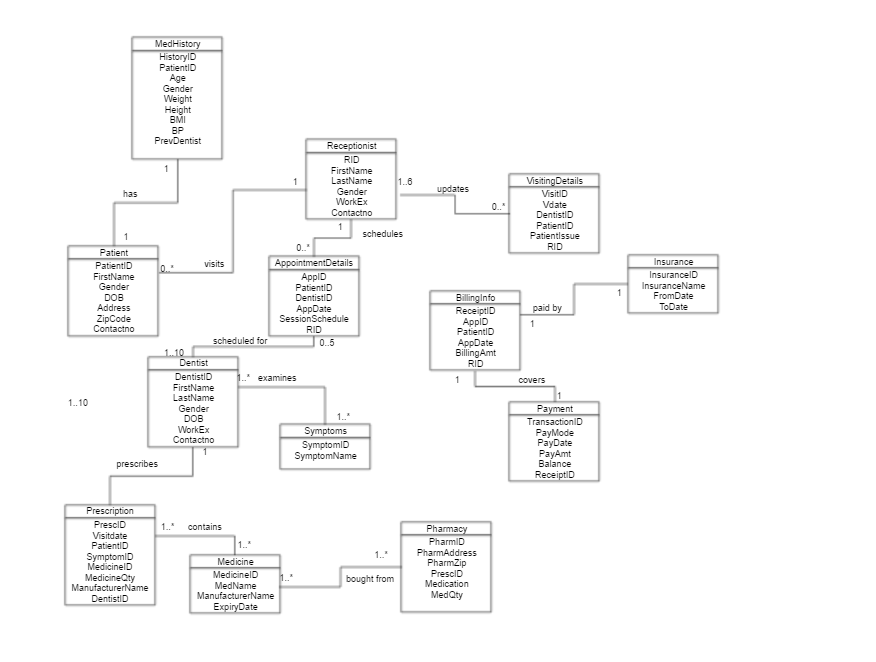 MedHistory
HistoryID
PatientID
Age
Gender
Weight
Height
BMI
BP
PrevDentist
1
has
1
Receptionist
RID
FirstName
LastName
Gender
WorkEx
Contactno
1
1..6
updates
0..*
VisitingDetails
VisitID
Vdate
DentistID
PatientID
PatientIssue
RID
1
schedules
0..*
Patient
PatientID
FirstName
Gender
DOB
Address
ZipCode
Contactno
0..*
visits
AppointmentDetails
AppID
PatientID
DentistID
AppDate
SessionSchedule
RID
scheduled for
0..5
1..10
Insurance
InsuranceID
InsuranceName
FromDate
ToDate
1
paid by
1
BillingInfo
ReceiptID
AppID
PatientID
AppDate
BillingAmt
RID
1
covers
1
Payment
TransactionID
PayMode
PayDate
PayAmt
Balance
ReceiptID
Dentist
DentistID
FirstName
LastName
Gender
DOB
WorkEx
Contactno
1..*
examines
1..*
Symptoms
SymptomID
SymptomName
1..10
1
prescribes
Prescription
PrescID
Visitdate
PatientID
SymptomID
MedicineID
MedicineQty
ManufacturerName
DentistID
1..*
contains
1..*
Medicine
MedicineID
MedName
ManufacturerName
ExpiryDate
1..*
bought from
1..*
Pharmacy
PharmID
PharmAddress
PharmZip
PrescID
Medication
MedQty